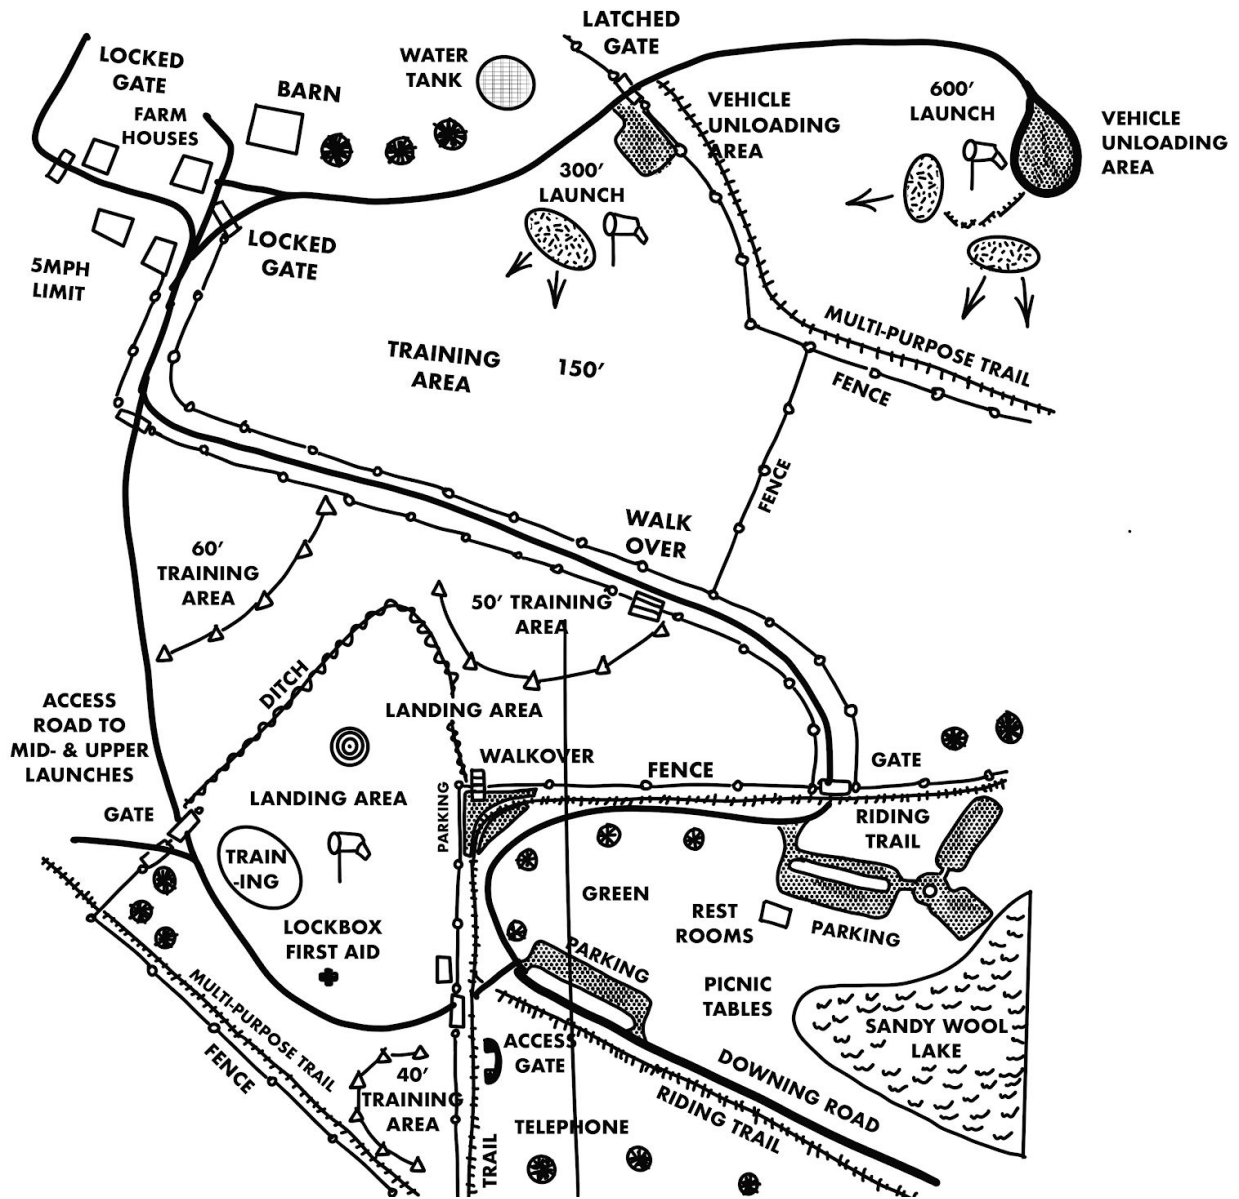 LATCHED
GATE
LOCKED
GATE
WATER
TANK
BARN
FARM
HOUSES
VEHICLE
UNLOADING
AREA
600′
LAUNCH
VEHICLE
UNLOADING
AREA
300′
LAUNCH
LOCKED
GATE
5MPH
LIMIT
MULTI-PURPOSE TRAIL
TRAINING
AREA
150′
FENCE
FENCE
WALK
OVER
60′
TRAINING
AREA
50′ TRAINING
AREA
DITCH
ACCESS
ROAD TO
MID- & UPPER
LAUNCHES
LANDING AREA
WALKOVER
FENCE
GATE
GATE
LANDING AREA
PARKING
RIDING
TRAIL
TRAIN
-ING
GREEN
REST
ROOMS
PARKING
LOCKBOX
FIRST AID
PARKING
PICNIC
TABLES
SANDY WOOL
LAKE
MULTI-PURPOSE TRAIL
FENCE
ACCESS
GATE
DOWNING ROAD
RIDING TRAIL
40′
TRAINING
AREA
TELEPHONE
TRAIL